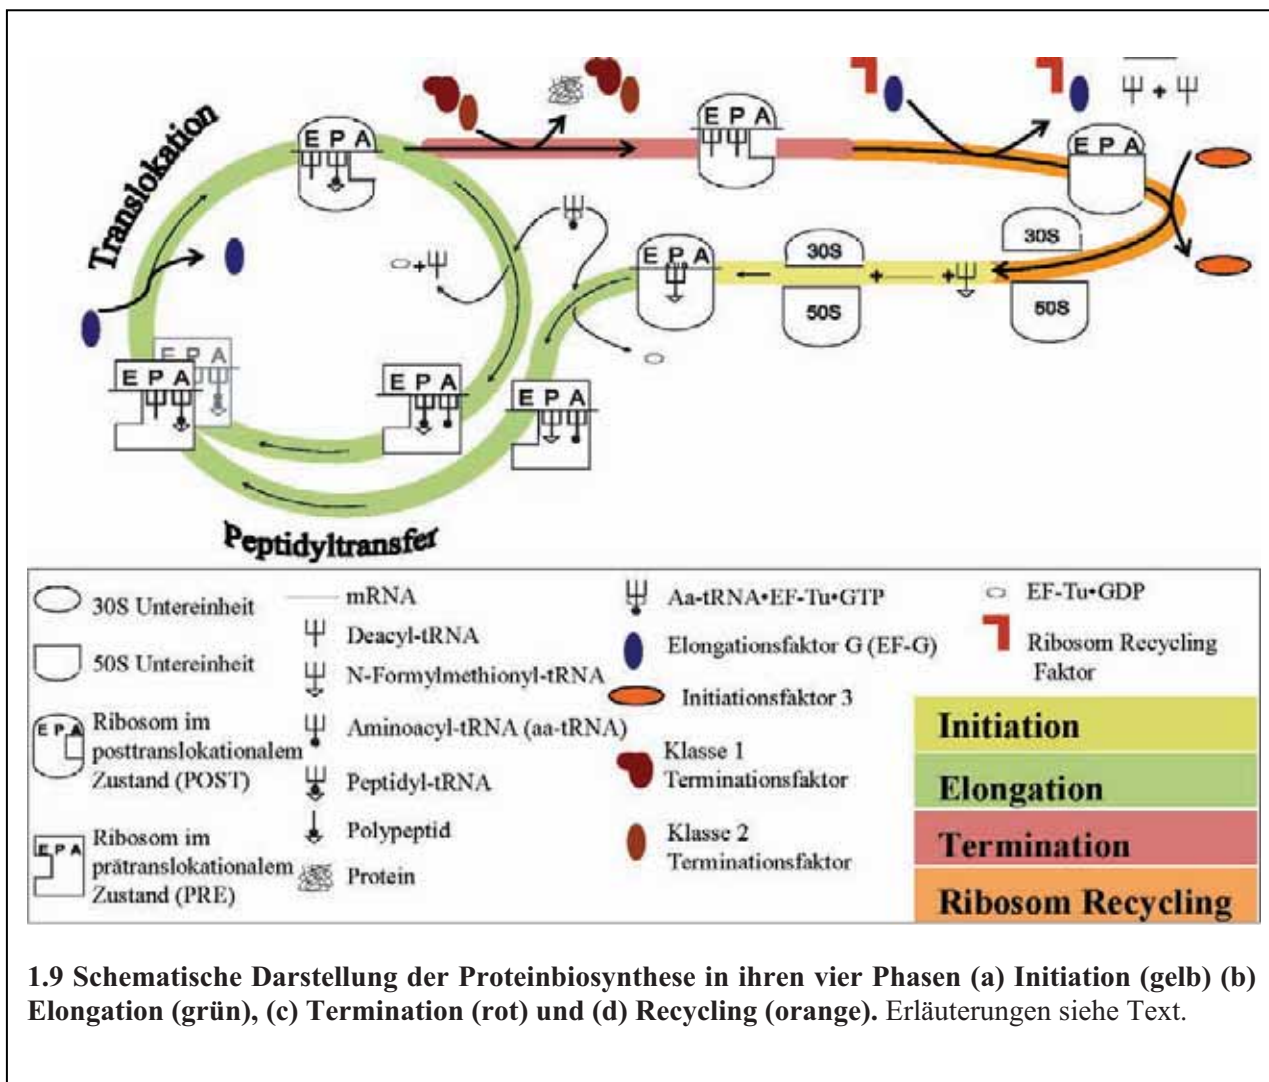 Translokation
E P A
E P A
E P A
E P A
+
+
30S
30S
+
+
50S
50S
E P A
E P A
E P A
E P A
E P A
Peptidyltransfer
30S Untereinheit
50S Untereinheit
E P A
Ribosom im
posttranslokationalem
Zustand (POST)
E P A
Ribosom im
prätranslokationalem
Zustand (PRE)
mRNA
Deacyl-tRNA
N-Formylmethionyl-tRNA
Aminoacyl-tRNA (aa-tRNA)
Peptidyl-tRNA
Polypeptid
Protein
Aa-tRNA•EF-Tu•GTP
Elongationsfaktor G (EF-G)
Initiationsfaktor 3
Klasse 1
Terminationsfaktor
Klasse 2
Terminationsfaktor
EF-Tu•GDP
Ribosom Recycling
Faktor
Initiation
Elongation
Termination
Ribosom Recycling
1.9 Schematische Darstellung der Proteinbiosynthese in ihren vier Phasen (a) Initiation (gelb) (b)
Elongation (grün), (c) Termination (rot) und (d) Recycling (orange). Erläuterungen siehe Text.